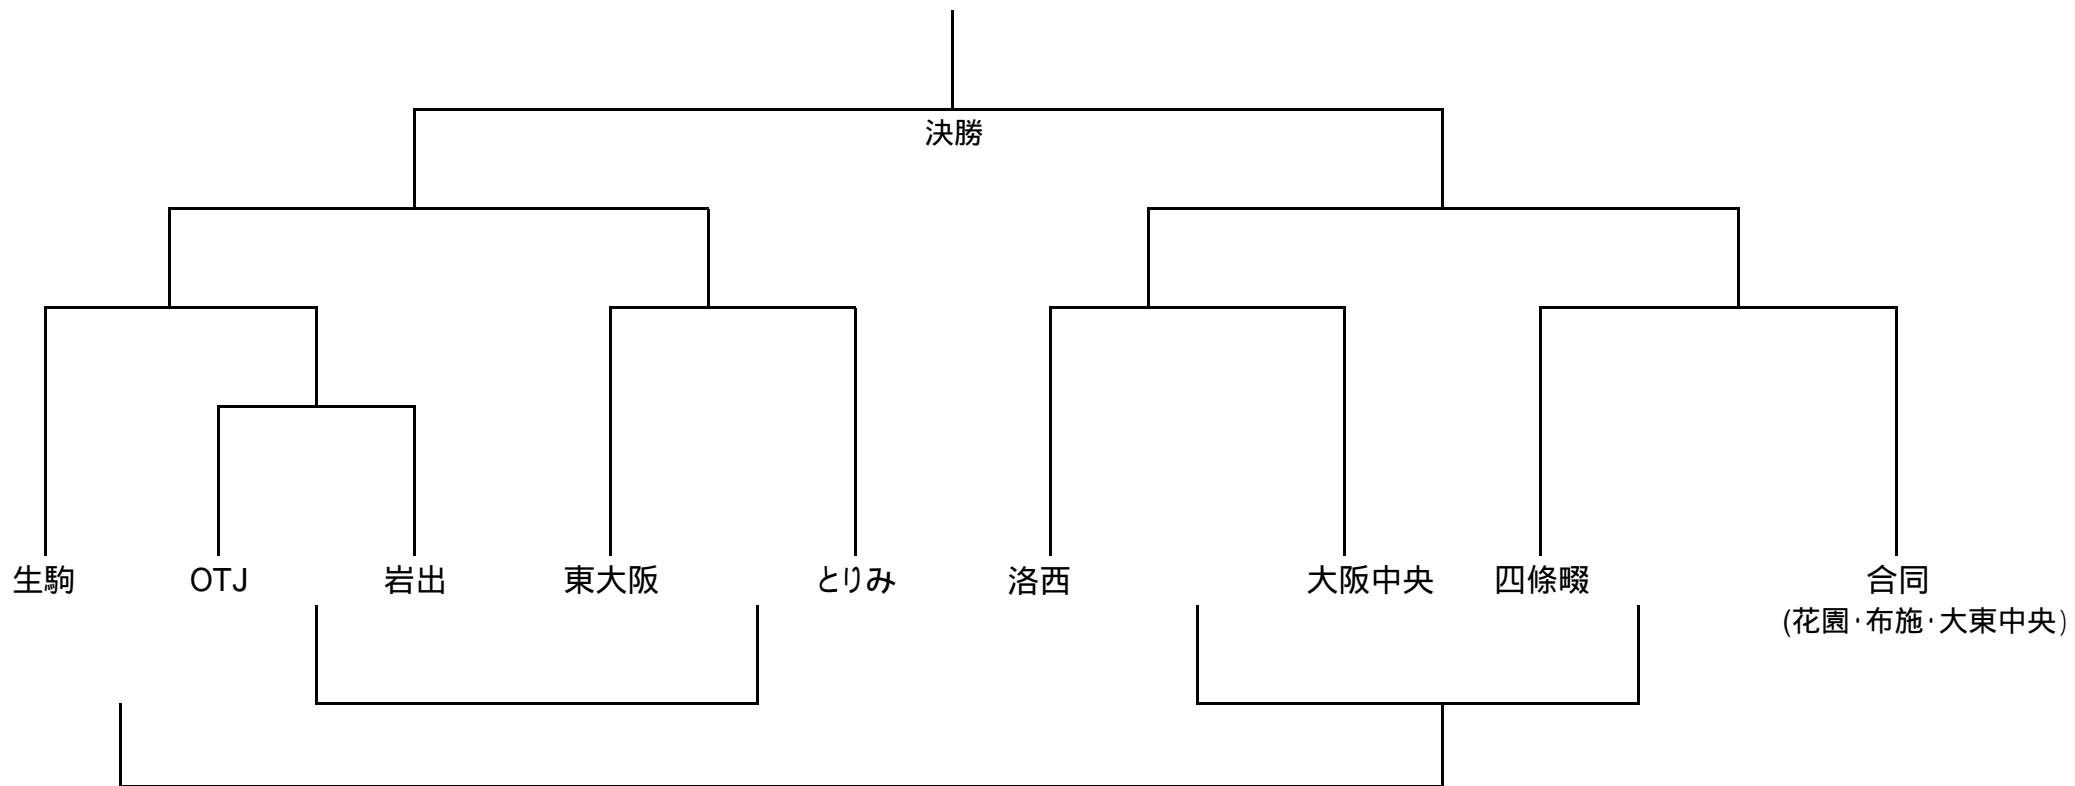 決勝
生駒 OTJ 岩出 東大阪 とりみ 洛西 大阪中央 四條畷 合同
(花園·布施·大東中央)